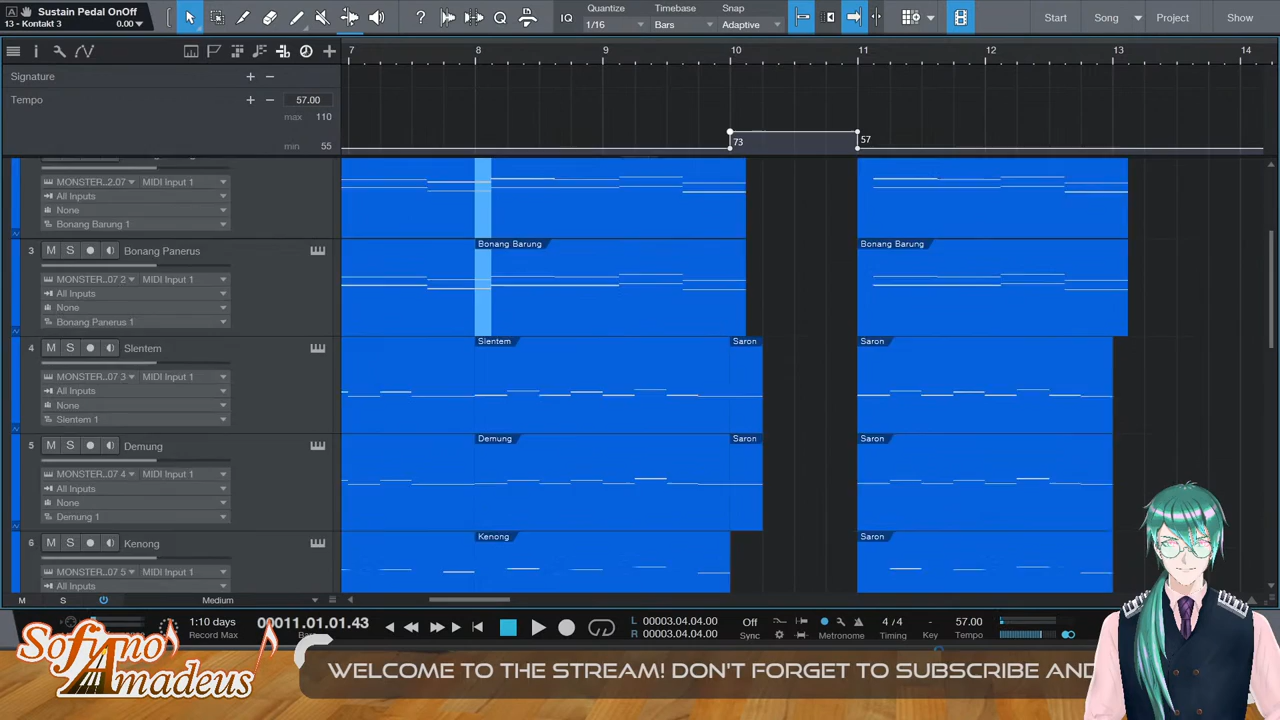 Sustain Pedal OnOff
13 - Kontakt 3 0.00
Quantize
1/16
Timebase
Bars
Snap
Adaptive
IQ
Start
Song
Project
Show
7
8
9
10
11
12
13
14
Signature
Tempo
57.00
max 110
min 55
73
57
MONSTER...2.07 MIDI Input 1
All Inputs
None
Bonang Barung 1
3 M S Bonang Panerus
MONSTER..07 2 MIDI Input 1
All Inputs
None
Bonang Panerus 1
Bonang Barung
Bonang Barung
4 M S Slentem
MONSTER..07 3 MIDI Input 1
All Inputs
None
Slentem 1
Slentem
Saron
Saron
5 M S Demung
MONSTER..07 4 MIDI Input 1
All Inputs
None
Demung 1
Demung
Saron
Saron
6 M S Kenong
MONSTER..07 5 MIDI Input 1
All Inputs
Kenong
Saron
M S Medium
1:10 days
Record Max
00011.01.01.43
L 00003.04.04.00
R 00003.04.04.00
Off
Sync
Metronome
4/4
Timing
Key
57.00
Tempo
Sofiano
Amadeus
WELCOME TO THE STREAM! DON'T FORGET TO SUBSCRIBE AND